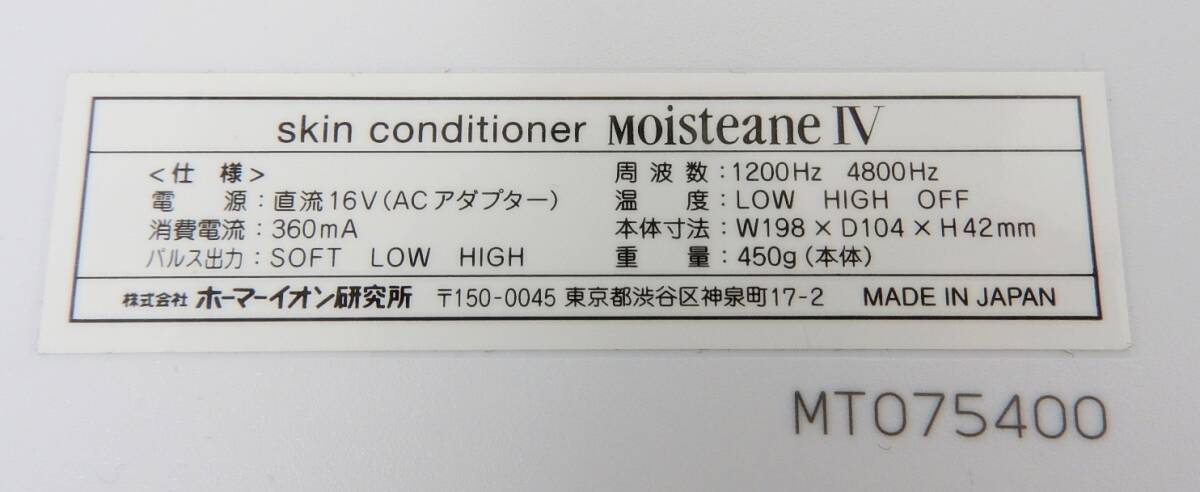 skin conditioner Moisteane IV
<仕 様>
電 源：直流16V(ACアダプター)
消費電流：360mA
パルス出力：SOFT LOW HIGH
周 波 数：1200Hz 4800Hz
温 度：LOW HIGH OFF
本体寸法：W198×D104×H42mm
重 量：450g(本体)
株式会社 ホーマーイオン研究所 〒150-0045 東京都渋谷区神泉町17-2 MADE IN JAPAN
MT075400